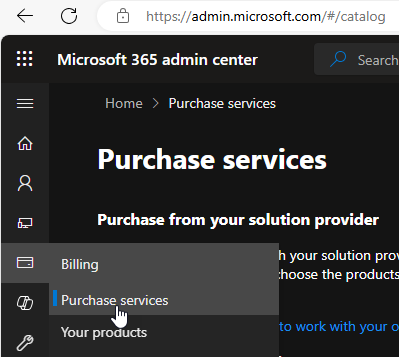 https://admin.microsoft.com/#/catalog
Microsoft 365 admin center
Search
Home > Purchase services
Purchase services
Purchase from your solution provider
Billing
h your solution prov
choose the products
Purchase services
to work with your o
Your products